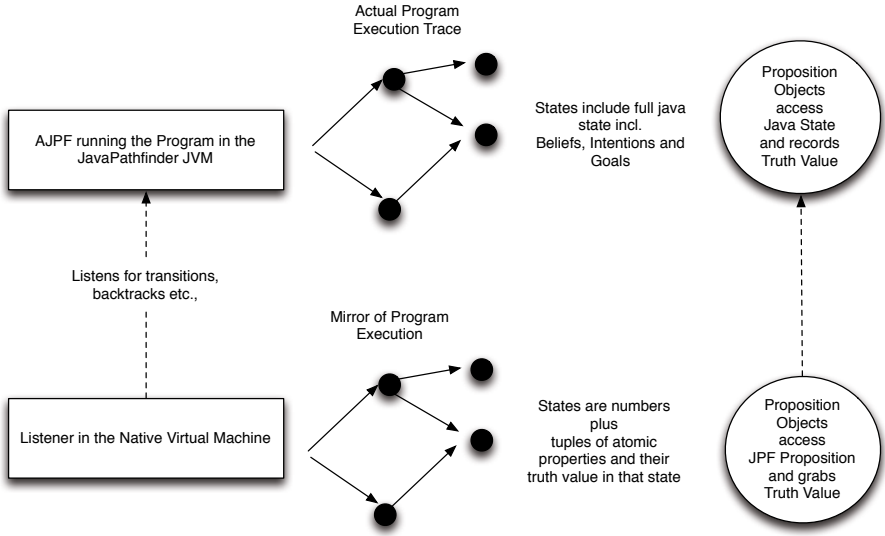 Actual Program
Execution Trace
AJPF running the Program in the
JavaPathfinder JVM
States include full java
state incl.
Beliefs, Intentions and
Goals
Proposition
Objects
access
Java State
and records
Truth Value
Listens for transitions,
backtracks etc.,
Mirror of Program
Execution
Listener in the Native Virtual Machine
States are numbers
plus
tuples of atomic
properties and their
truth value in that state
Proposition
Objects
access
JPF Proposition
and grabs
Truth Value